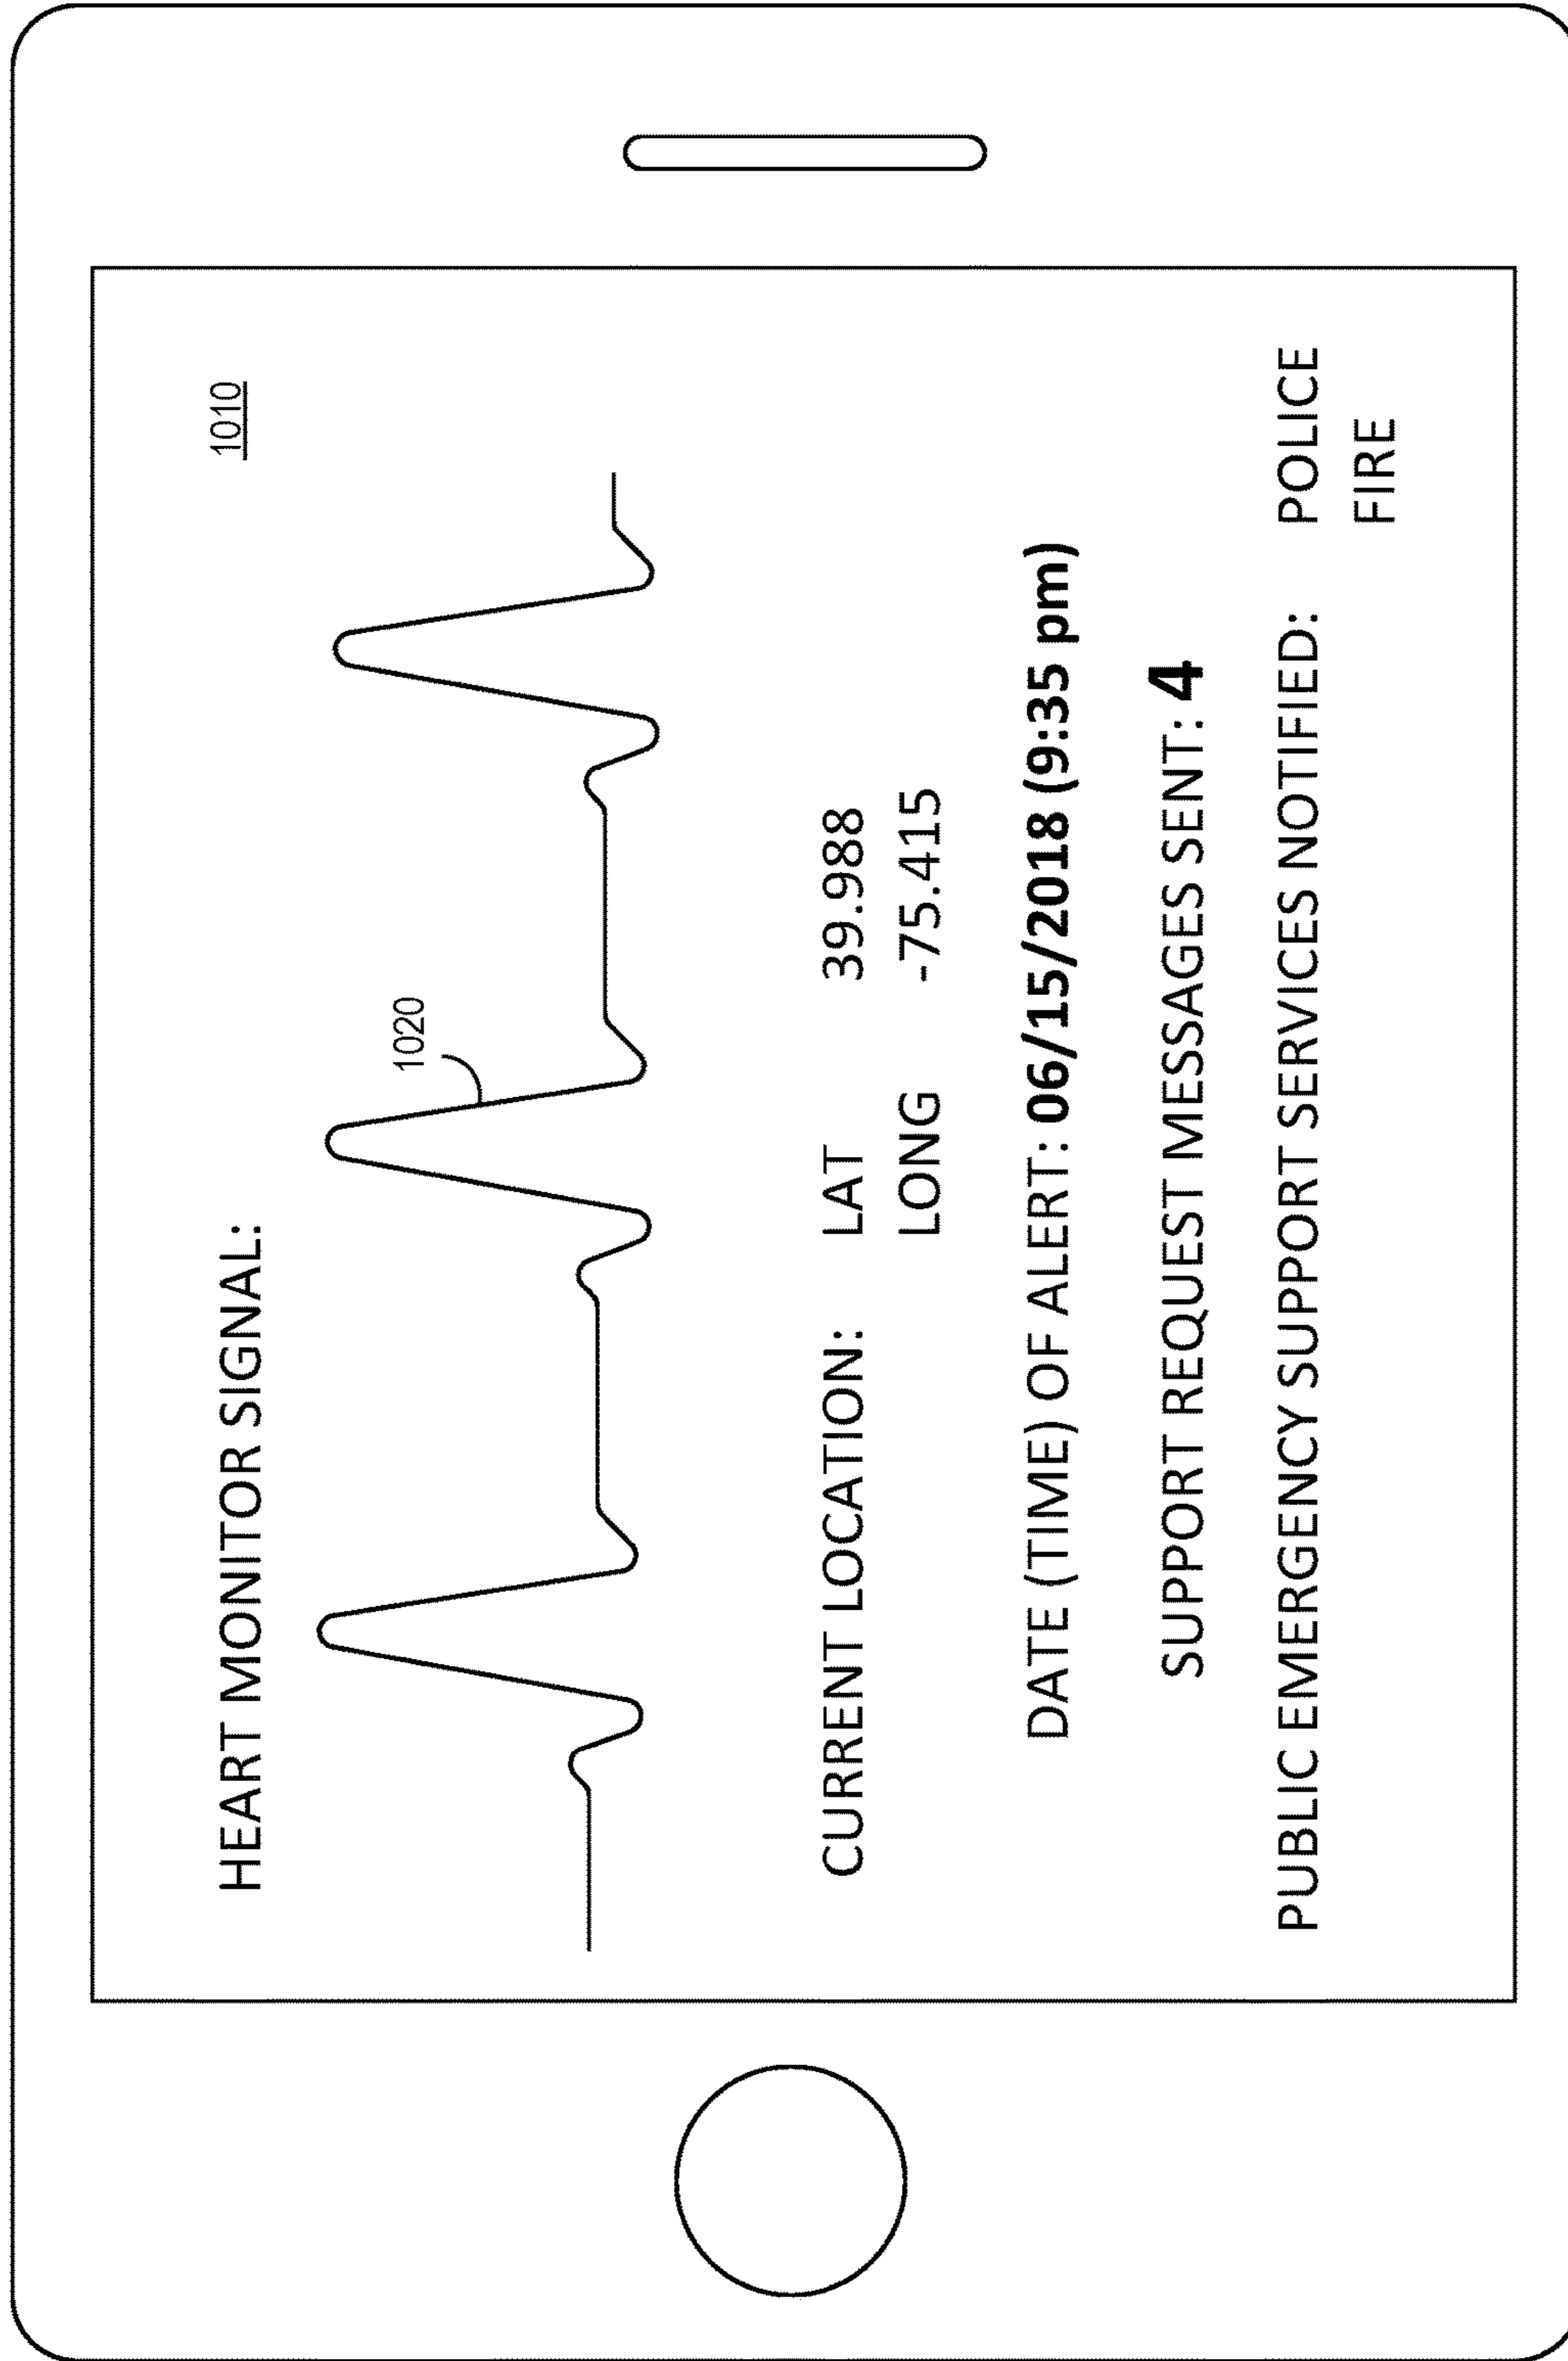 HEART MONITOR SIGNAL:
1010
1020
CURRENT LOCATION: LAT 39.988
LONG -75.415
DATE (TIME) OF ALERT: 06/15/2018 (9:35 pm)
SUPPORT REQUEST MESSAGES SENT: 4
PUBLIC EMERGENCY SUPPORT SERVICES NOTIFIED: POLICE
FIRE